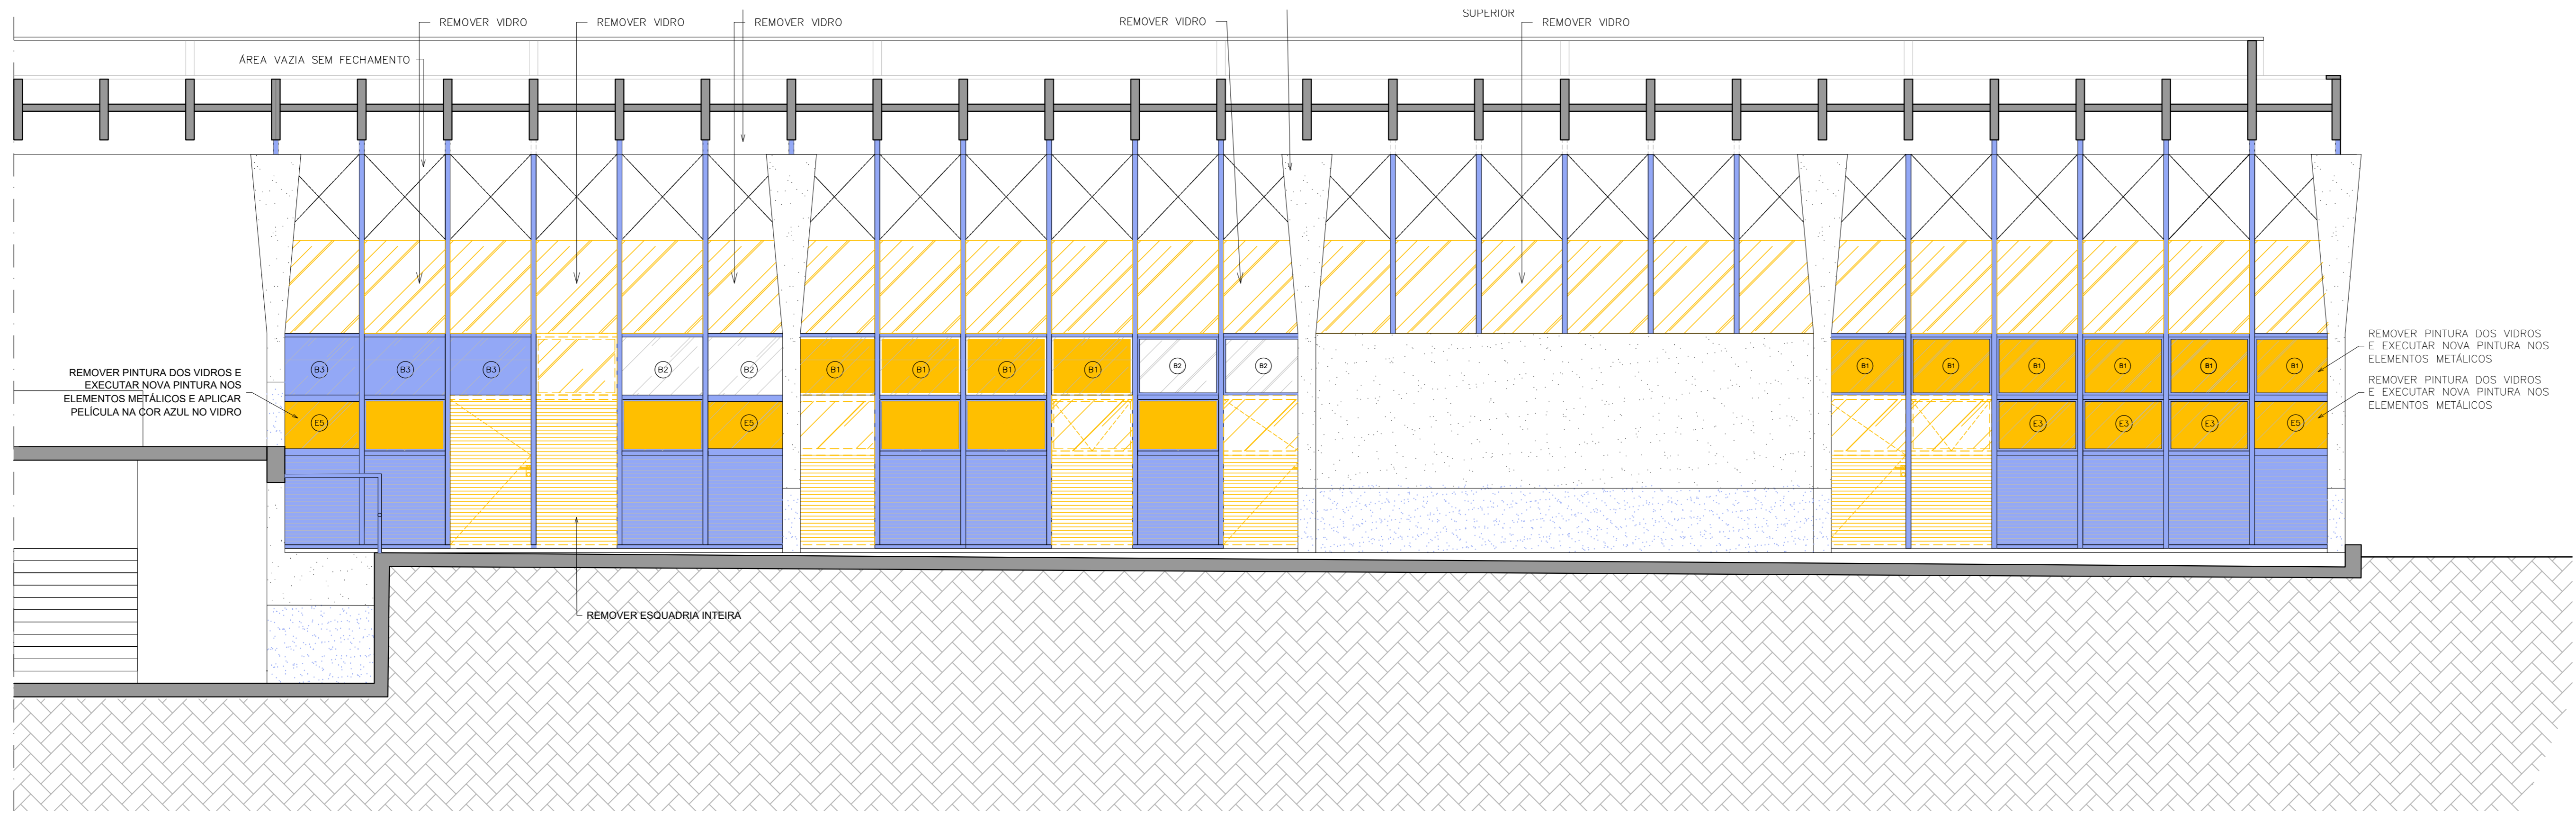 SUPERIOR
REMOVER VIDRO
REMOVER VIDRO
REMOVER VIDRO
REMOVER VIDRO
REMOVER VIDRO
ÁREA VAZIA SEM FECHAMENTO
B3
B3
B3
B2
B2
B1
B1
B1
B1
B2
B2
B1
B1
B1
B1
B1
B1
REMOVER PINTURA DOS VIDROS
E EXECUTAR NOVA PINTURA NOS
ELEMENTOS METÁLICOS
REMOVER PINTURA DOS VIDROS E
EXECUTAR NOVA PINTURA NOS
ELEMENTOS METÁLICOS E APLICAR
PELÍCULA NA COR AZUL NO VIDRO
E5
E5
E3
E3
E3
E5
REMOVER PINTURA DOS VIDROS
E EXECUTAR NOVA PINTURA NOS
ELEMENTOS METÁLICOS
REMOVER ESQUADRIA INTEIRA